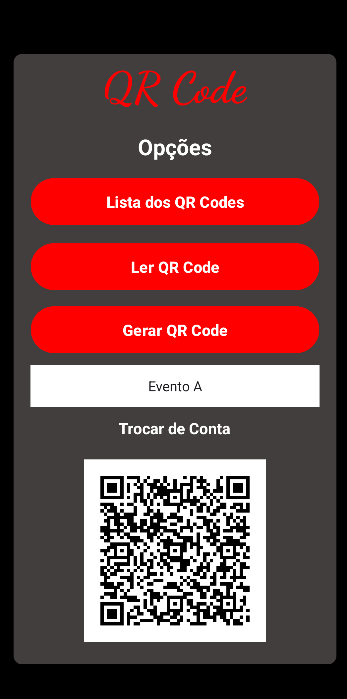 QR Code
Opções
Lista dos QR Codes
Ler QR Code
Gerar QR Code
Evento A
Trocar de Conta